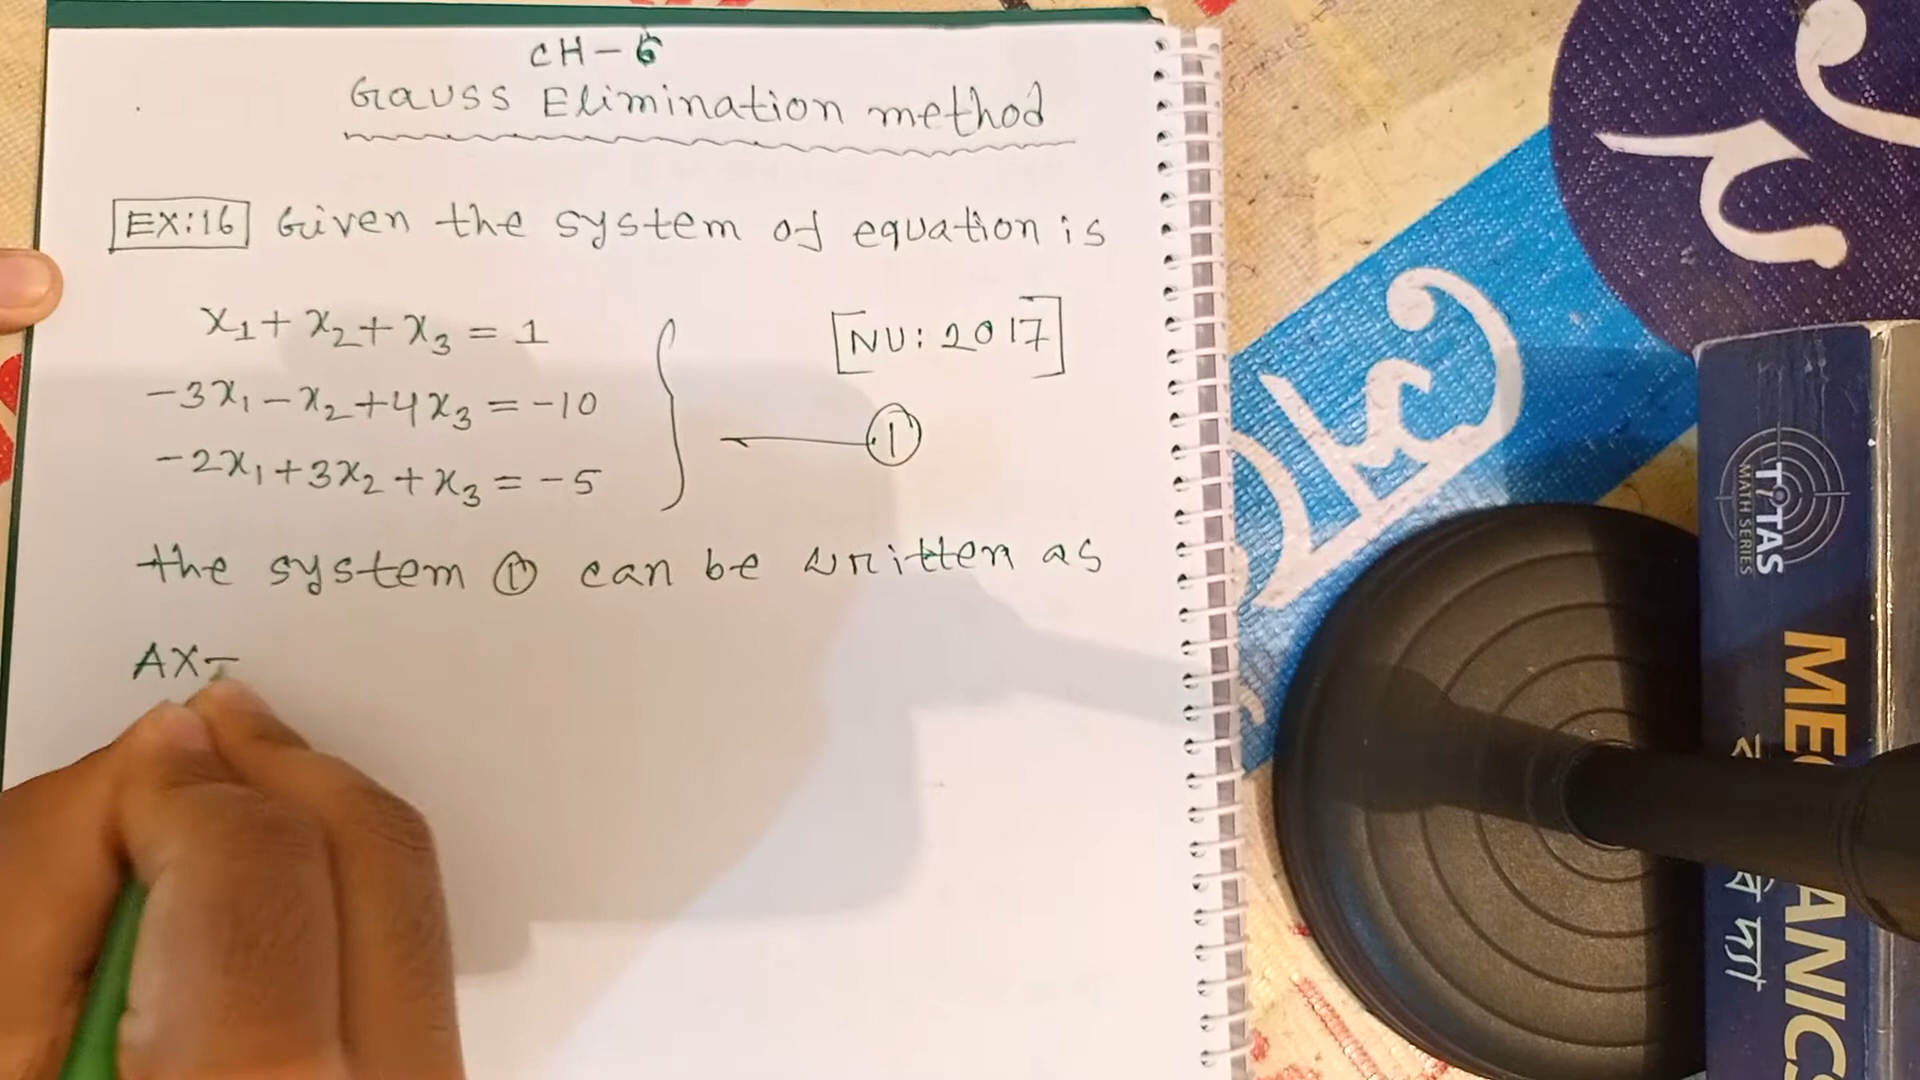 CH-6
Gauss Elimination method
EX:16 Given the system of equation is
x₁ + x₂ + x₃ = 1
-3x₁ - x₂ + 4x₃ = -10
-2x₁ + 3x₂ + x₃ = -5
[NU: 2017]
①
the system ① can be written as
AX=
TITAS
MATH SERIES